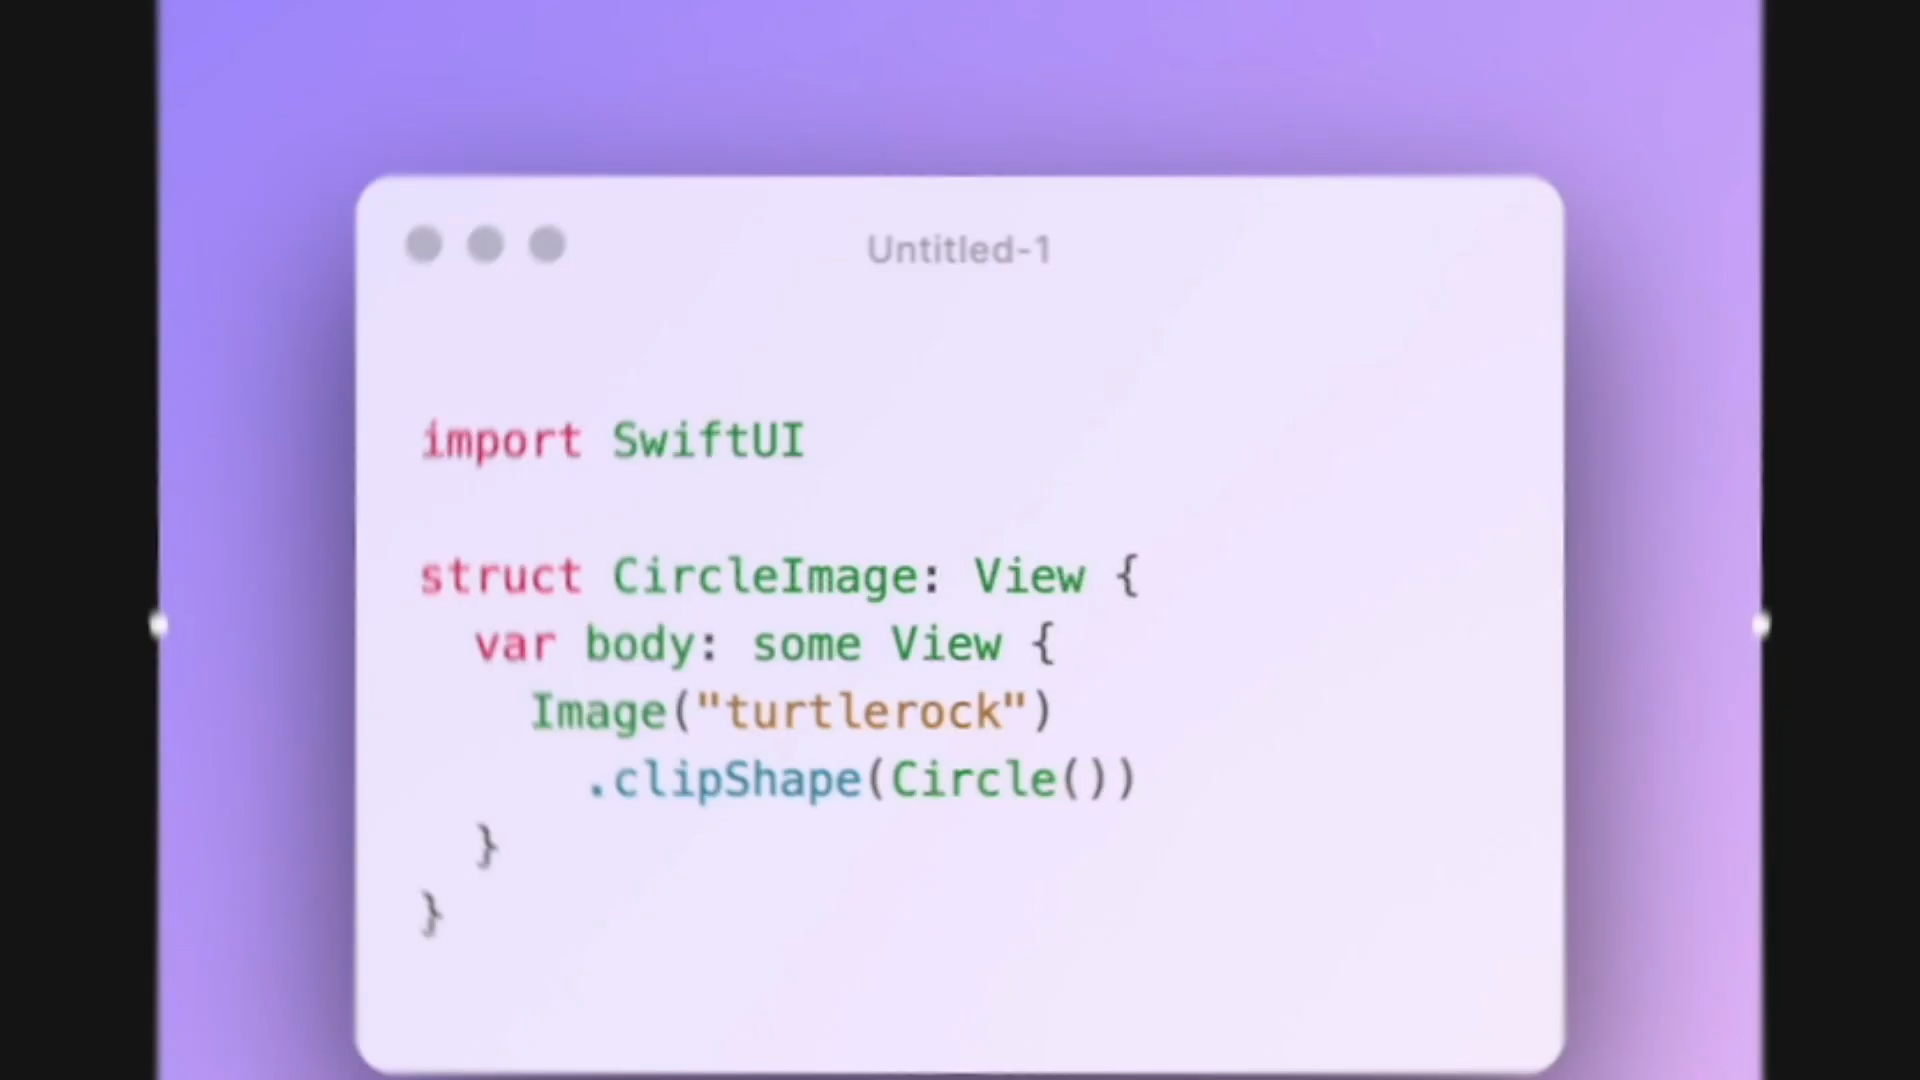 Untitled-1
import SwiftUI
struct CircleImage: View {
  var body: some View {
    Image("turtlerock")
      .clipShape(Circle())
  }
}